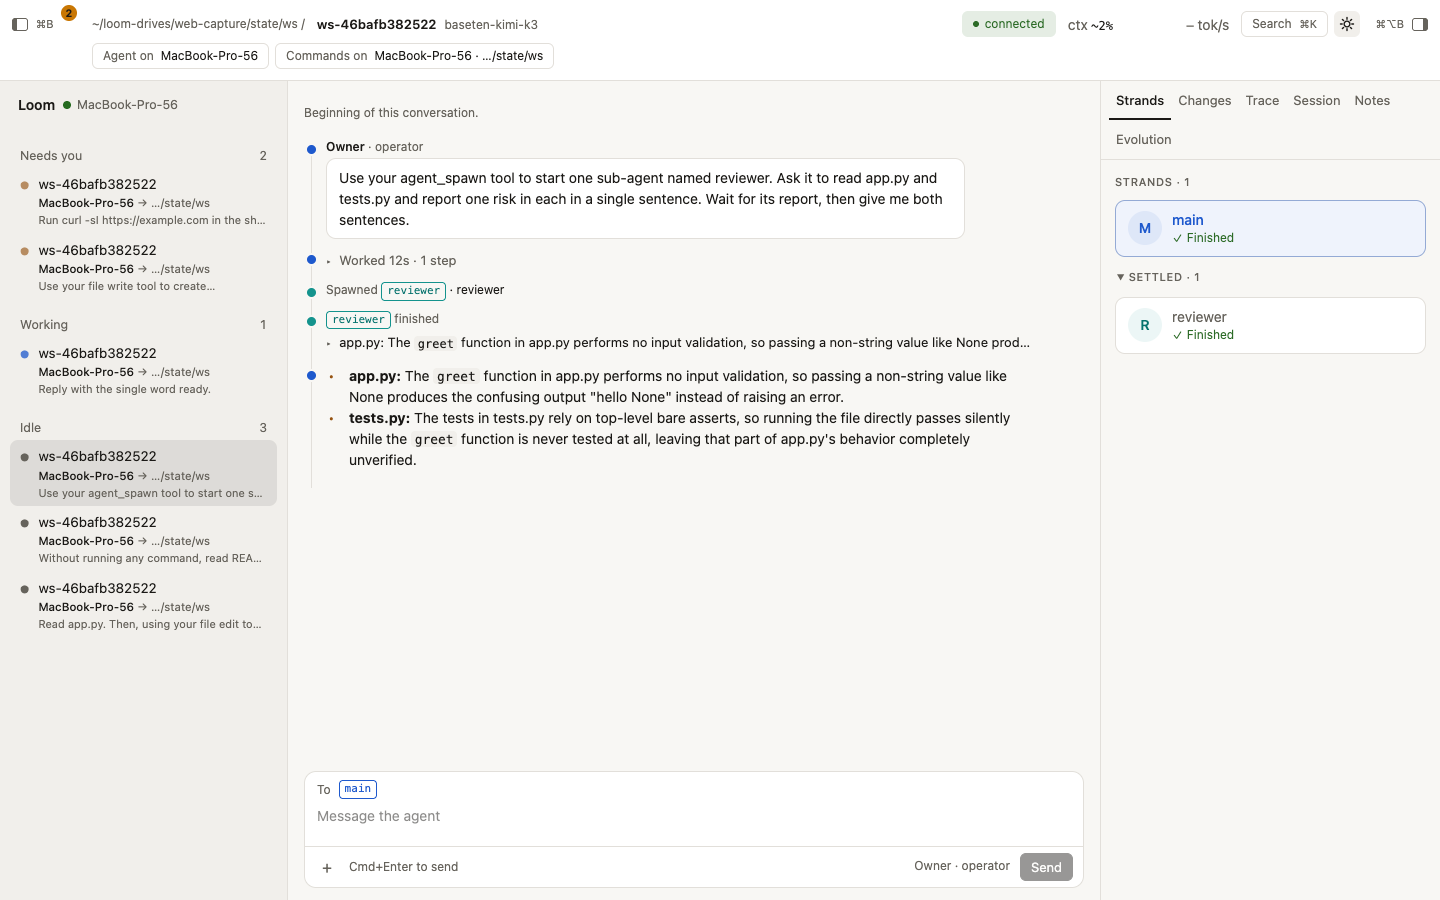 ⌘B
2
~/loom-drives/web-capture/state/ws / ws-46bafb382522 baseten-kimi-k3
connected
ctx ~2%
– tok/s
Search ⌘K
⌘⌥B
Agent on MacBook-Pro-56
Commands on MacBook-Pro-56 · …/state/ws
Loom MacBook-Pro-56
Needs you 2
ws-46bafb382522
MacBook-Pro-56 → …/state/ws
Run curl -sI https://example.com in the sh…
ws-46bafb382522
MacBook-Pro-56 → …/state/ws
Use your file write tool to create…
Working 1
ws-46bafb382522
MacBook-Pro-56 → …/state/ws
Reply with the single word ready.
Idle 3
ws-46bafb382522
MacBook-Pro-56 → …/state/ws
Use your agent_spawn tool to start one s…
ws-46bafb382522
MacBook-Pro-56 → …/state/ws
Without running any command, read REA…
ws-46bafb382522
MacBook-Pro-56 → …/state/ws
Read app.py. Then, using your file edit to…
Beginning of this conversation.
Owner · operator
Use your agent_spawn tool to start one sub-agent named reviewer. Ask it to read app.py and
tests.py and report one risk in each in a single sentence. Wait for its report, then give me both
sentences.
▸ Worked 12s · 1 step
Spawned reviewer · reviewer
reviewer finished
▸ app.py: The greet function in app.py performs no input validation, so passing a non-string value like None prod…
• app.py: The greet function in app.py performs no input validation, so passing a non-string value like
None produces the confusing output "hello None" instead of raising an error.
• tests.py: The tests in tests.py rely on top-level bare asserts, so running the file directly passes silently
while the greet function is never tested at all, leaving that part of app.py's behavior completely
unverified.
To main
Message the agent
+ Cmd+Enter to send
Owner · operator
Send
Strands Changes Trace Session Notes
Evolution
STRANDS · 1
M
main
✓ Finished
▼ SETTLED · 1
R
reviewer
✓ Finished